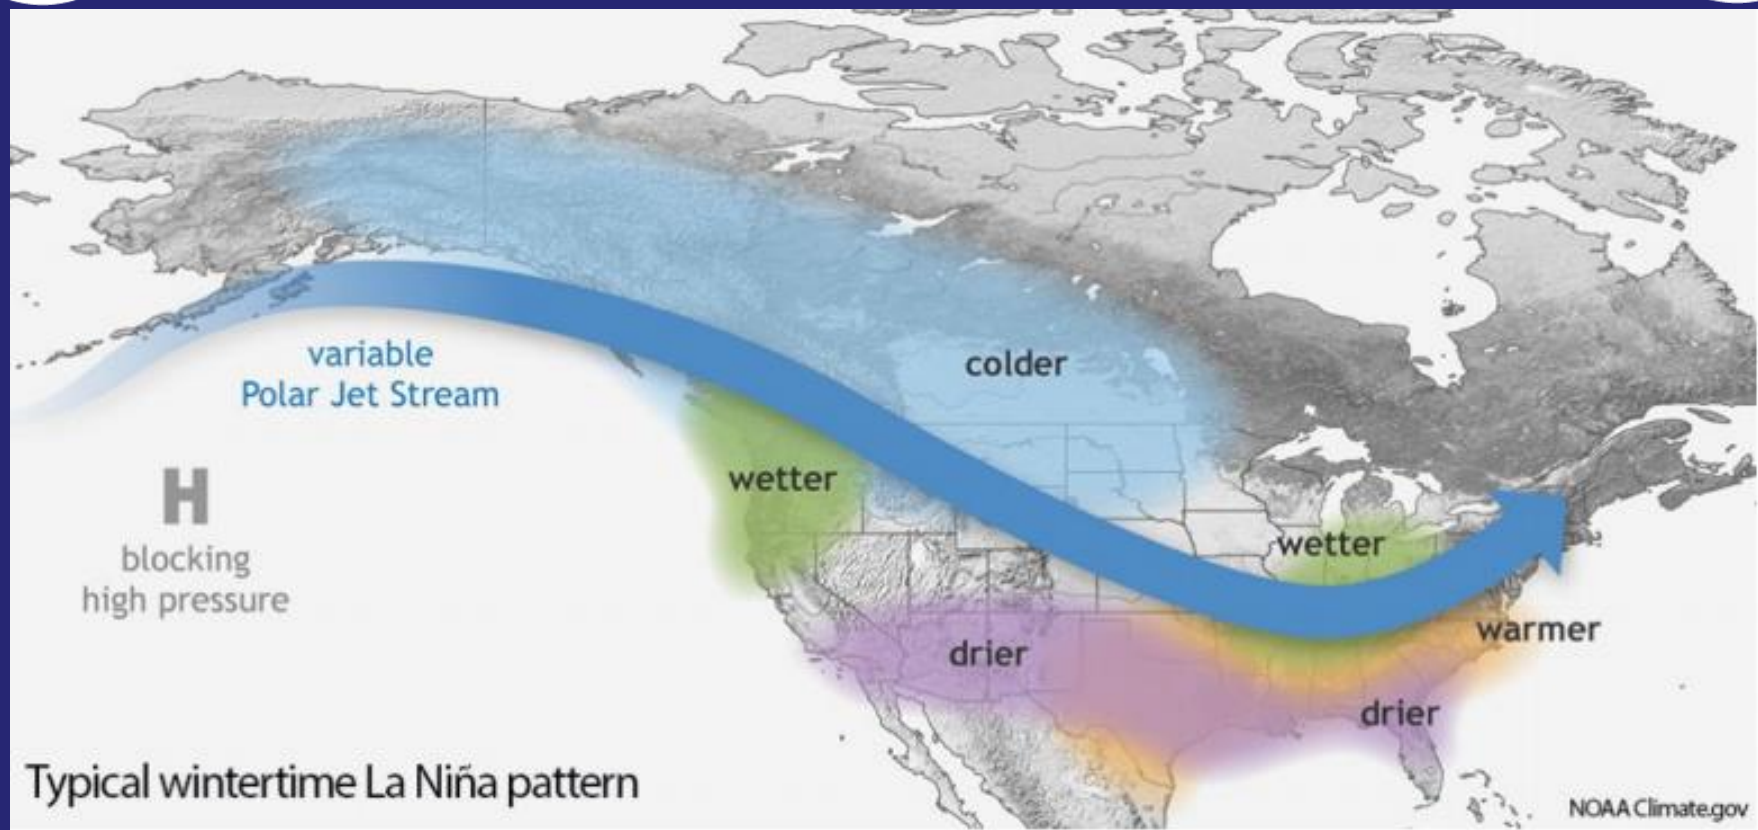 colder
variable
Polar Jet Stream
wetter
H
blocking
high pressure
wetter
warmer
drier
drier
Typical wintertime La Niña pattern
NOAA Climate.gov